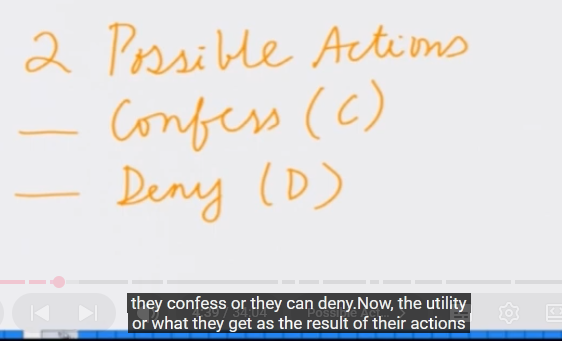 2 Possible Actions
— Confess (C)
— Deny (D)
they confess or they can deny.Now, the utility
or what they get as the result of their actions